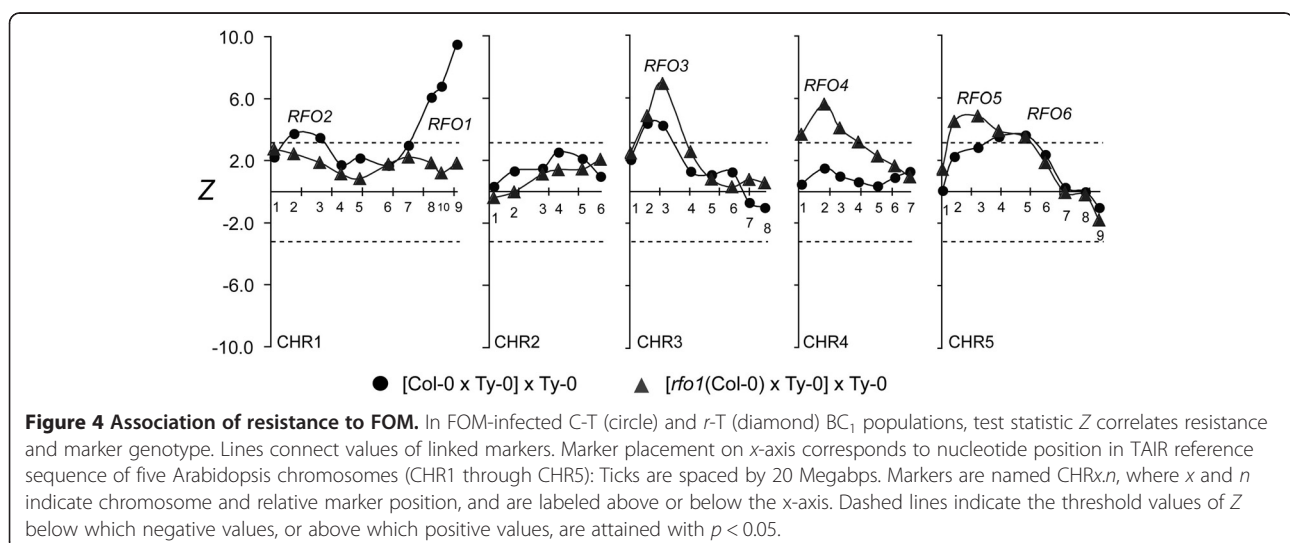 10.0
6.0
2.0
-2.0
-6.0
-10.0
Z
RFO2
RFO1
1 2 3 4 5 6 7 8 10 9
CHR1
1 2 3 4 5 6
CHR2
RFO3
1 2 3 4 5 6 7 8
CHR3
RFO4
1 2 3 4 5 6 7
CHR4
RFO5
RFO6
1 2 3 4 5 6 7 8 9
CHR5
[Col-0 x Ty-0] x Ty-0
[rfo1(Col-0) x Ty-0] x Ty-0
Figure 4 Association of resistance to FOM. In FOM-infected C-T (circle) and r-T (diamond) BC₁ populations, test statistic Z correlates resistance
and marker genotype. Lines connect values of linked markers. Marker placement on x-axis corresponds to nucleotide position in TAIR reference
sequence of five Arabidopsis chromosomes (CHR1 through CHR5): Ticks are spaced by 20 Megabps. Markers are named CHRx.n, where x and n
indicate chromosome and relative marker position, and are labeled above or below the x-axis. Dashed lines indicate the threshold values of Z
below which negative values, or above which positive values, are attained with p < 0.05.